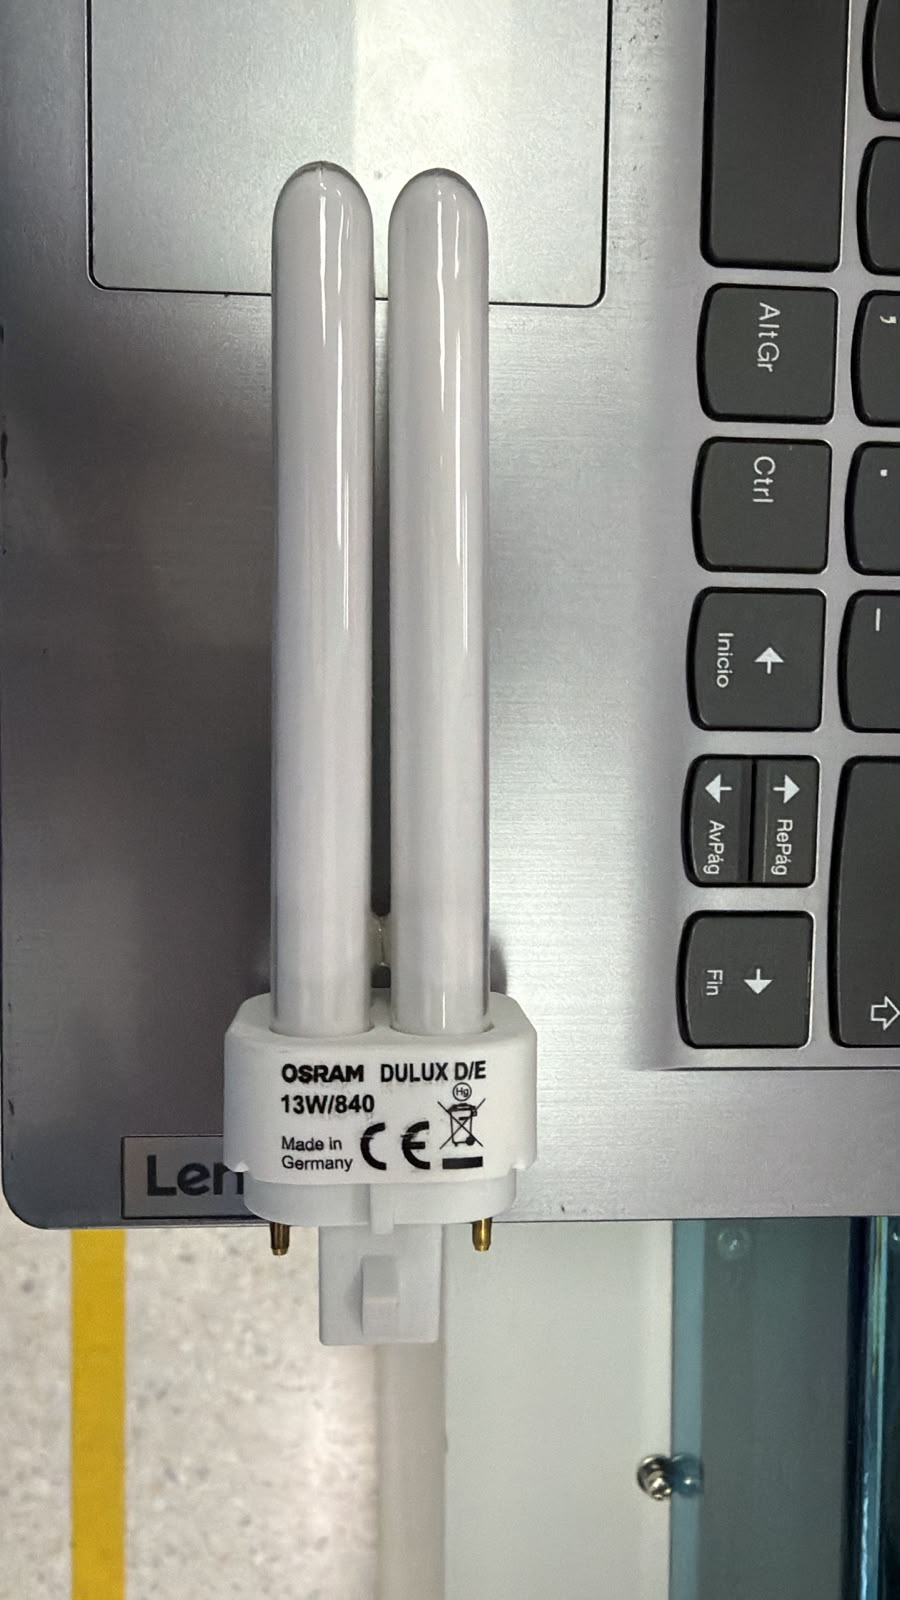 AltGr
Ctrl
Inicio
AvPág
RePág
Fin
OSRAM DULUX D/E
13W/840
Hg
Made in
Germany
CE
Len